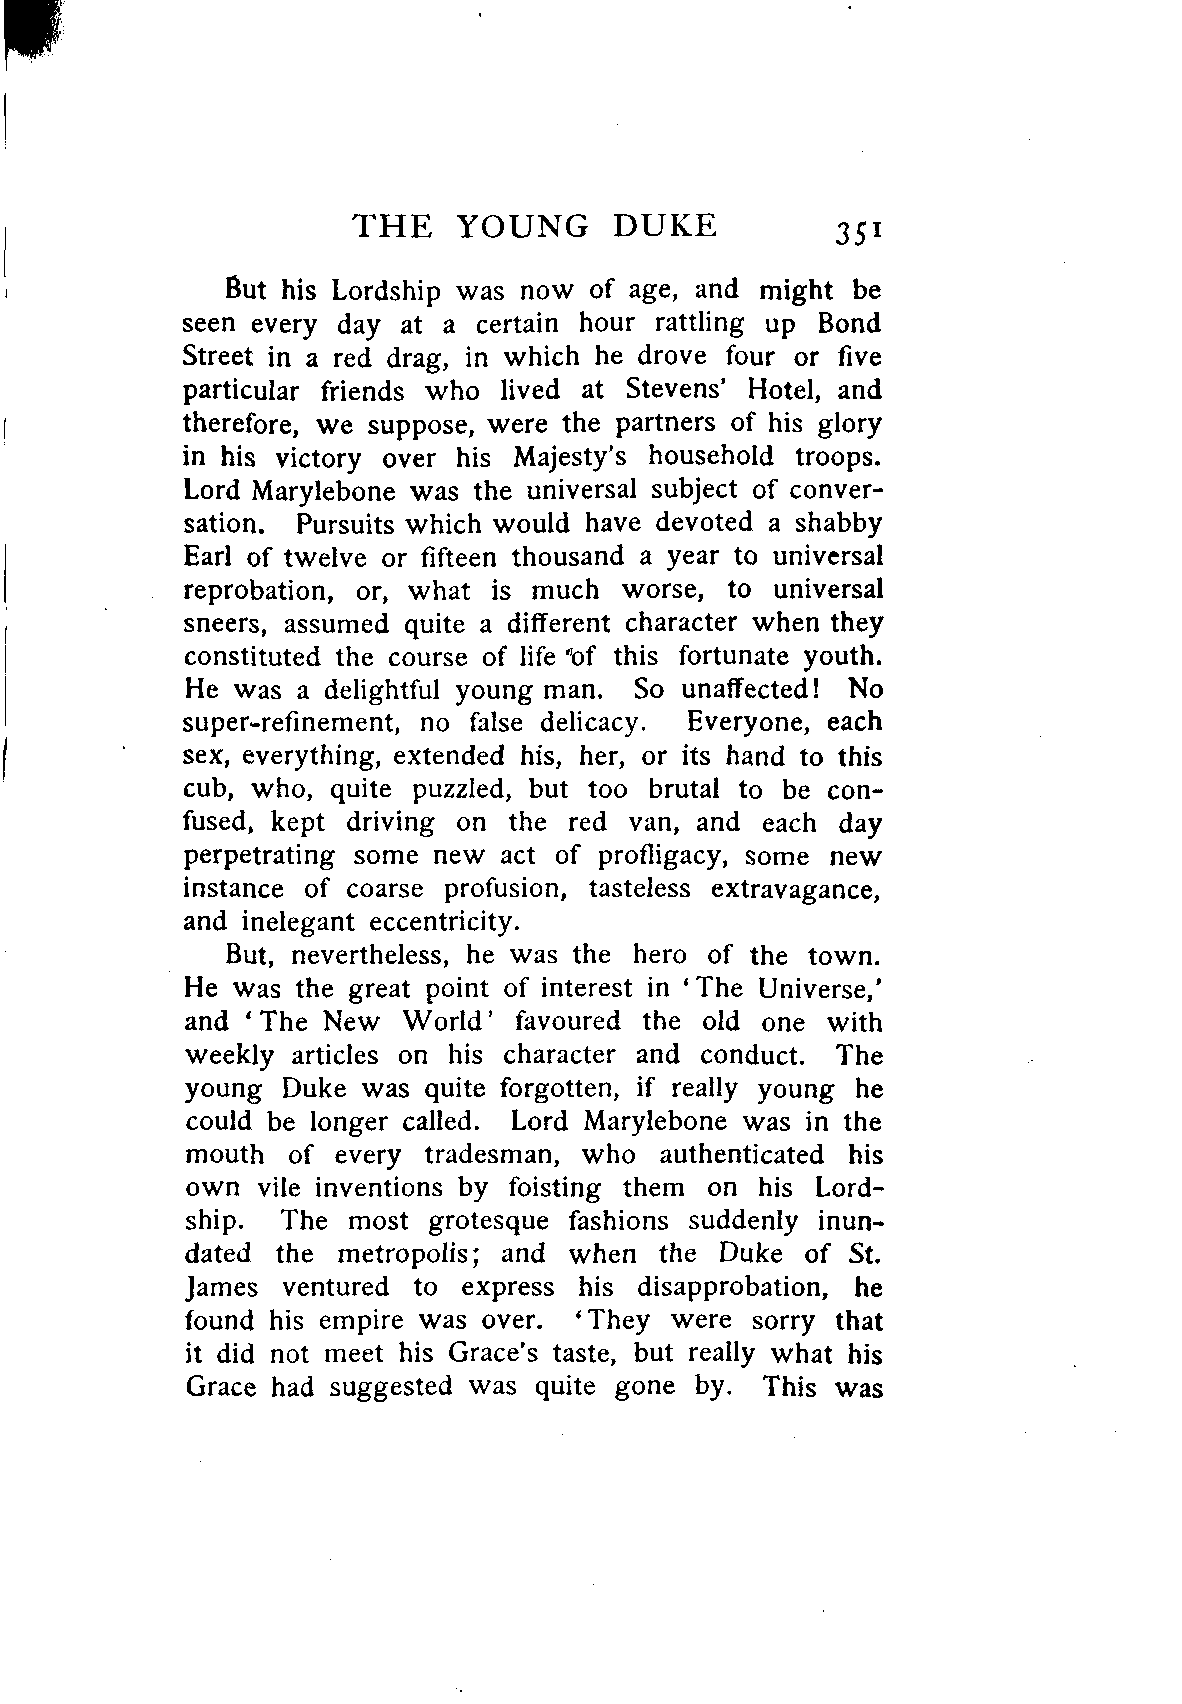 THE YOUNG DUKE 351
But his Lordship was now of age, and might be
seen every day at a certain hour rattling up Bond
Street in a red drag, in which he drove four or five
particular friends who lived at Stevens' Hotel, and
therefore, we suppose, were the partners of his glory
in his victory over his Majesty's household troops.
Lord Marylebone was the universal subject of conver-
sation. Pursuits which would have devoted a shabby
Earl of twelve or fifteen thousand a year to universal
reprobation, or, what is much worse, to universal
sneers, assumed quite a different character when they
constituted the course of life of this fortunate youth.
He was a delightful young man. So unaffected! No
super-refinement, no false delicacy. Everyone, each
sex, everything, extended his, her, or its hand to this
cub, who, quite puzzled, but too brutal to be con-
fused, kept driving on the red van, and each day
perpetrating some new act of profligacy, some new
instance of coarse profusion, tasteless extravagance,
and inelegant eccentricity.
But, nevertheless, he was the hero of the town.
He was the great point of interest in 'The Universe,'
and 'The New World' favoured the old one with
weekly articles on his character and conduct. The
young Duke was quite forgotten, if really young he
could be longer called. Lord Marylebone was in the
mouth of every tradesman, who authenticated his
own vile inventions by foisting them on his Lord-
ship. The most grotesque fashions suddenly inun-
dated the metropolis; and when the Duke of St.
James ventured to express his disapprobation, he
found his empire was over. 'They were sorry that
it did not meet his Grace's taste, but really what his
Grace had suggested was quite gone by. This was